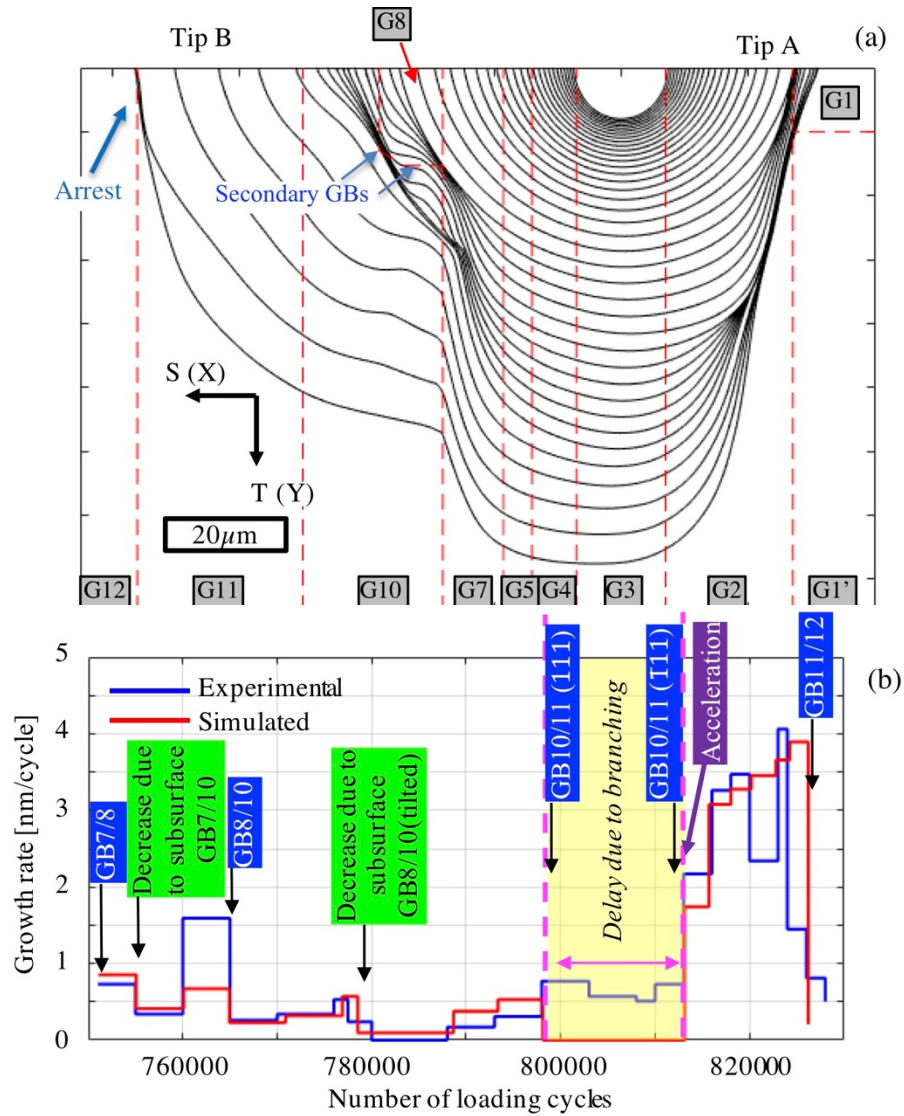 G8
Tip B
Tip A
(a)
G1
Arrest
Secondary GBs
S (X)
T (Y)
20μm
G12
G11
G10
G7
G5
G4
G3
G2
G1’
(b)
Growth rate [nm/cycle]
5
4
3
2
1
0
Experimental
Simulated
GB7/8
Decrease due
to subsurface
GB7/10
GB8/10
Decrease due to
subsurface
GB8/10(tilted)
GB10/11 (111)
Delay due to branching
GB10/11 (1̄11)
Acceleration
GB11/12
760000
780000
800000
820000
Number of loading cycles